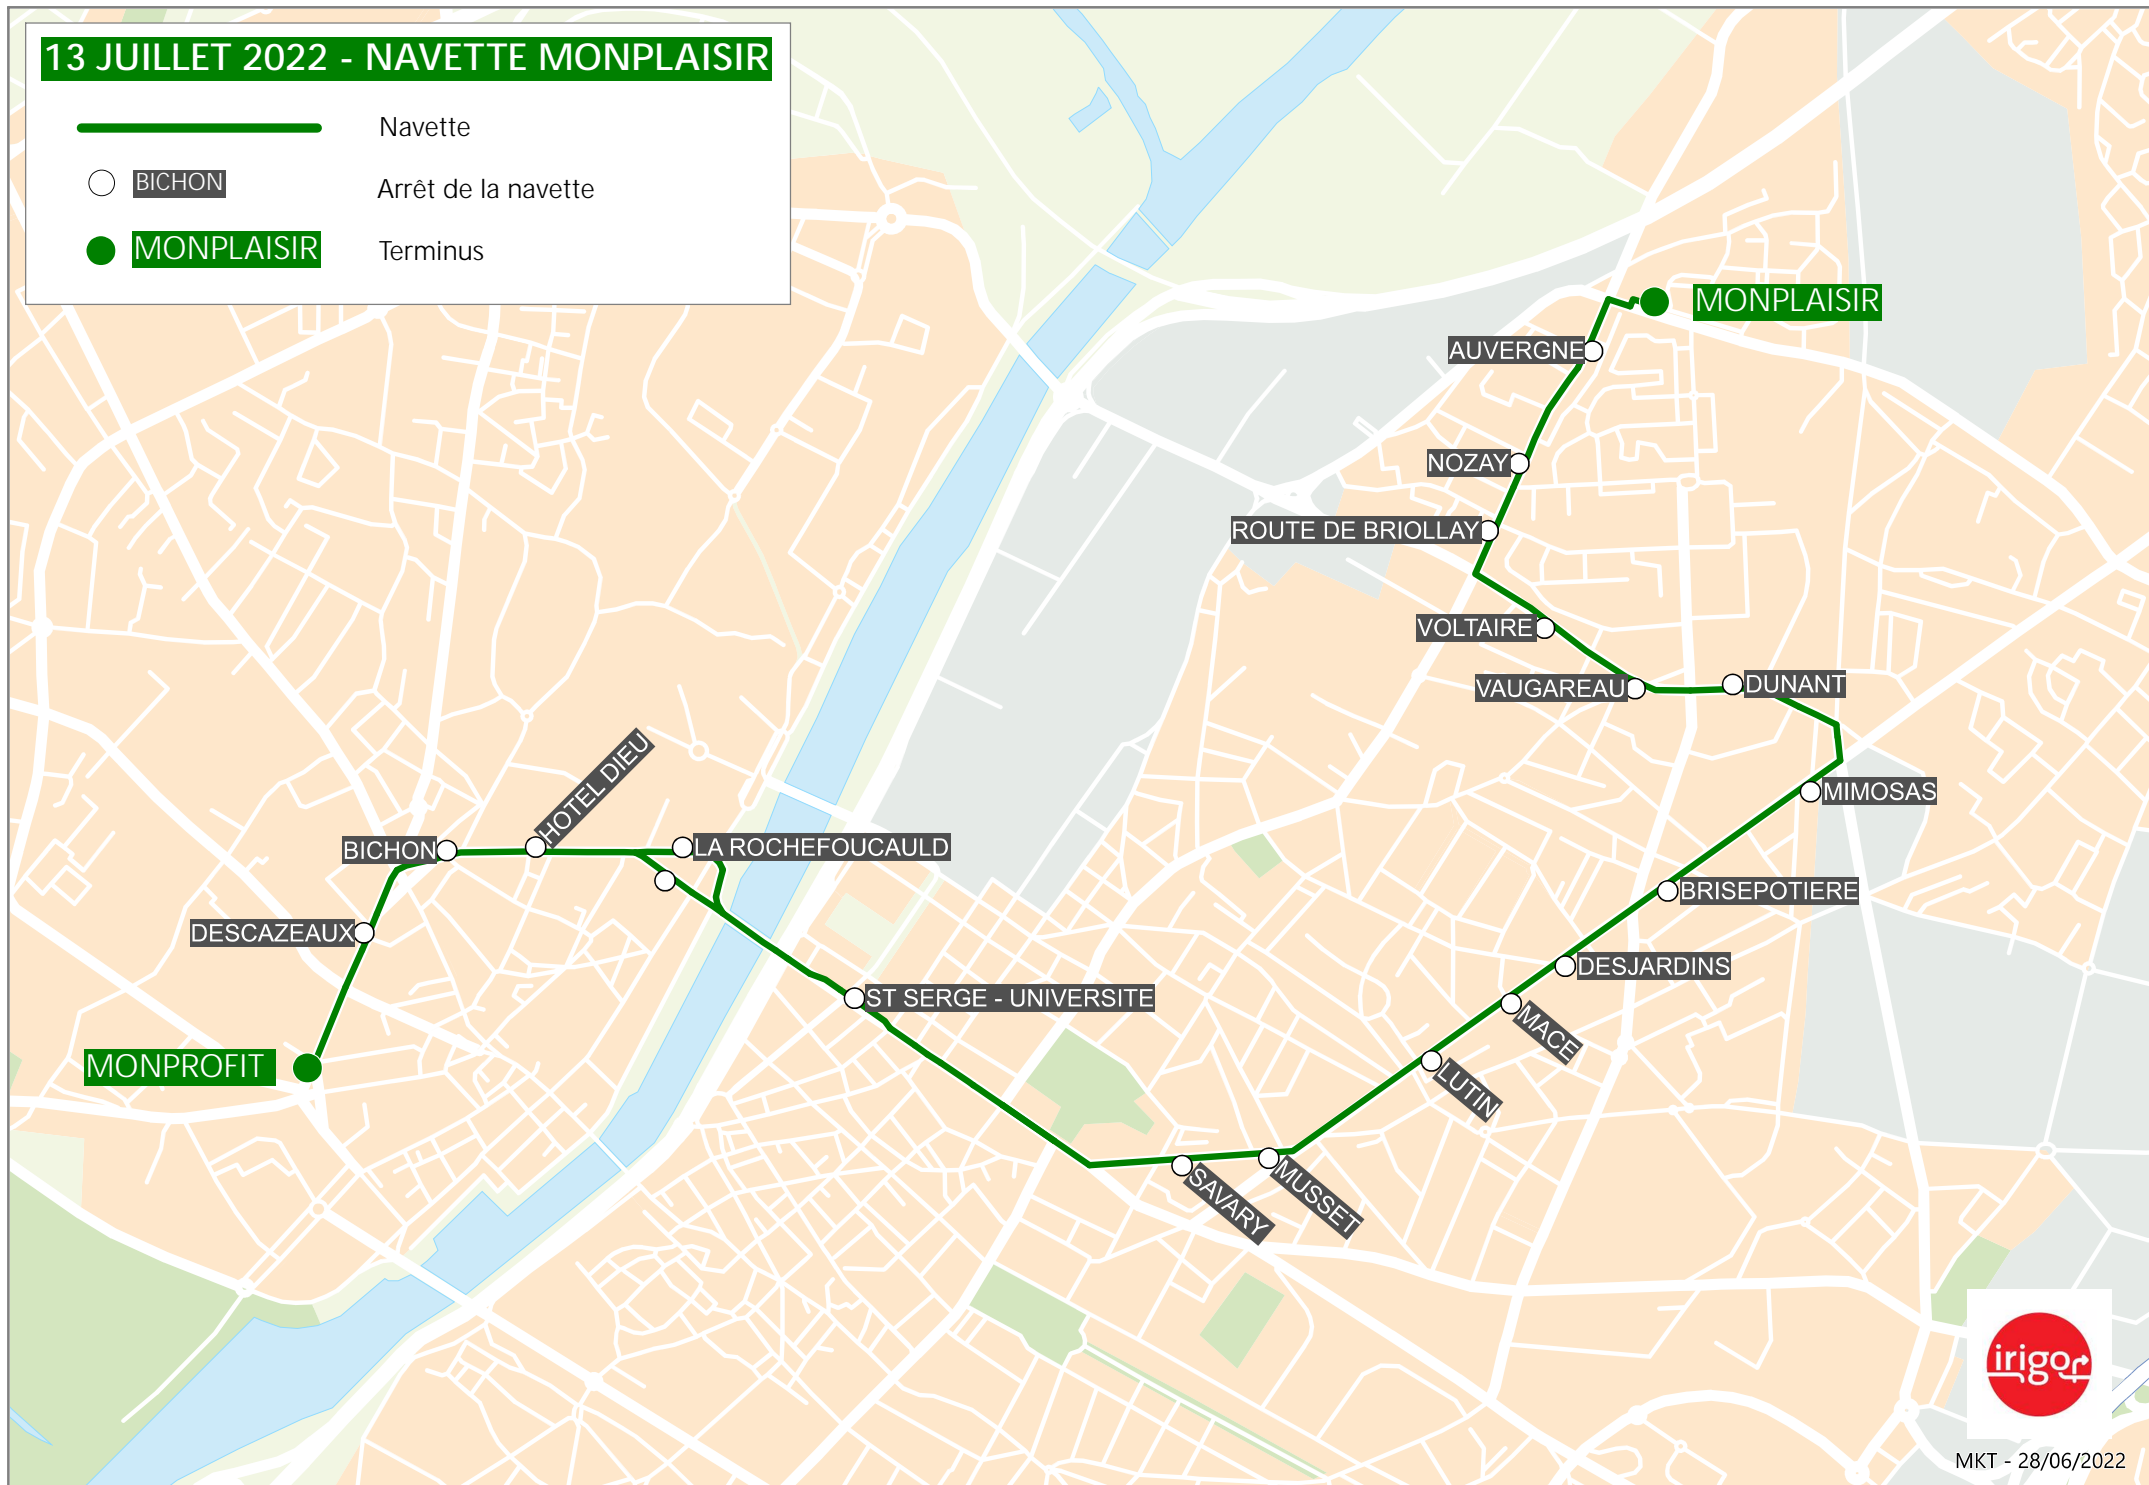 13 JUILLET 2022 - NAVETTE MONPLAISIR
Navette
BICHON
Arrêt de la navette
MONPLAISIR
Terminus
MONPLAISIR
AUVERGNE
NOZAY
ROUTE DE BRIOLLAY
VOLTAIRE
VAUGAREAU
DUNANT
MIMOSAS
HOTEL DIEU
BICHON
LA ROCHEFOUCAULD
BRISEPOTIERE
DESCAZEAUX
DESJARDINS
ST SERGE - UNIVERSITE
MACE
MONPROFIT
LUTIN
SAVARY
MUSSET
irigo
MKT - 28/06/2022